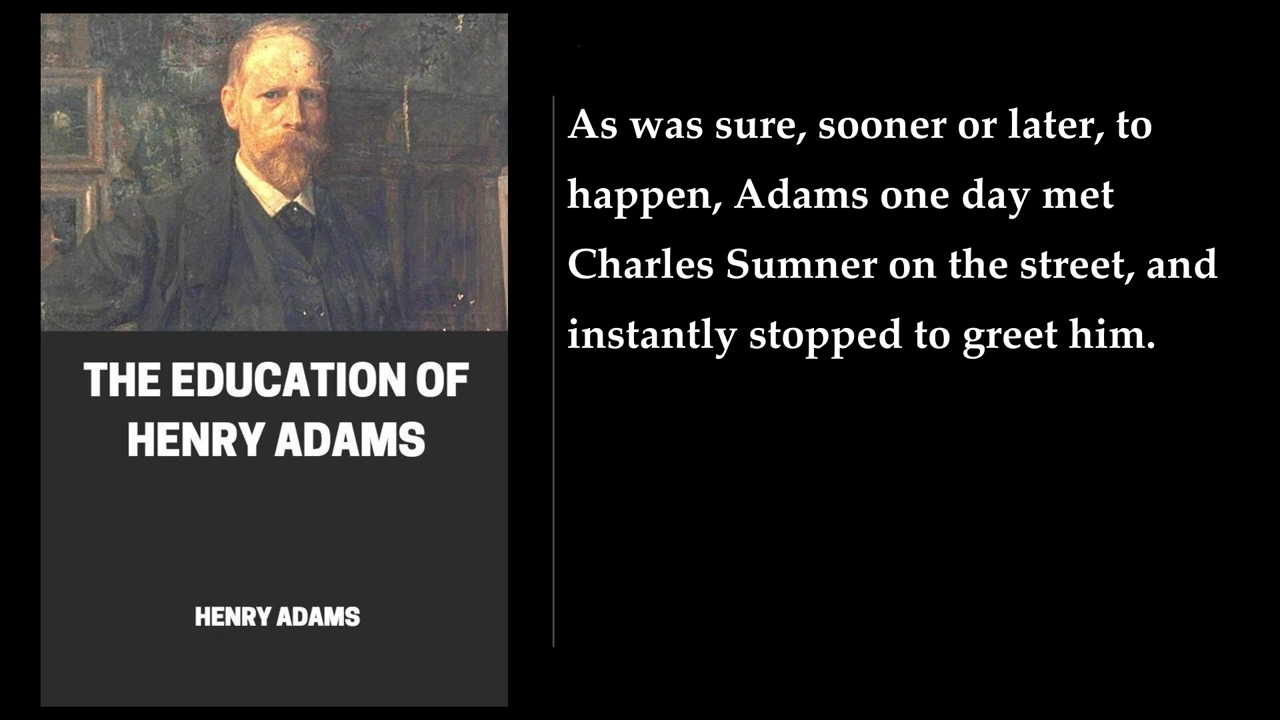 THE EDUCATION OF
HENRY ADAMS
HENRY ADAMS
As was sure, sooner or later, to
happen, Adams one day met
Charles Sumner on the street, and
instantly stopped to greet him.